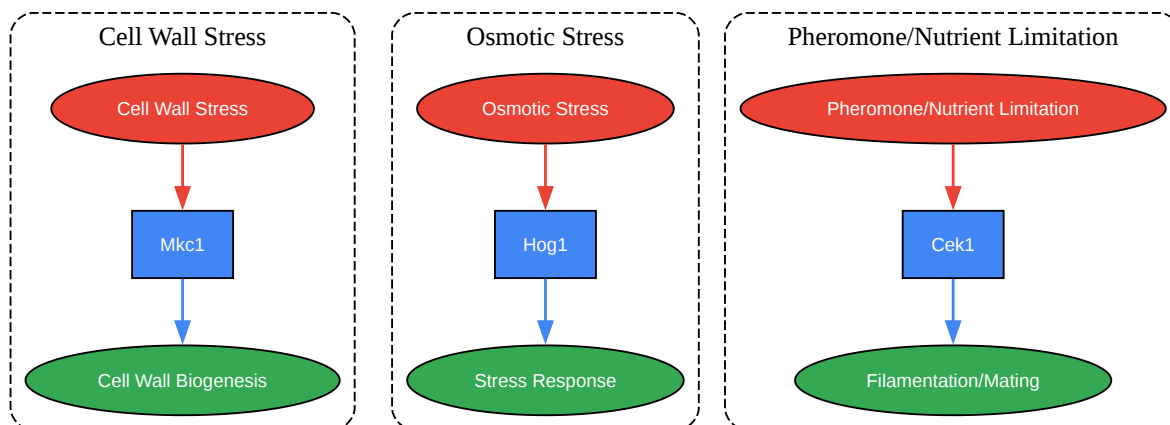 Cell Wall Stress
Cell Wall Stress
Mkc1
Cell Wall Biogenesis
Osmotic Stress
Osmotic Stress
Hog1
Stress Response
Pheromone/Nutrient Limitation
Pheromone/Nutrient Limitation
Cek1
Filamentation/Mating